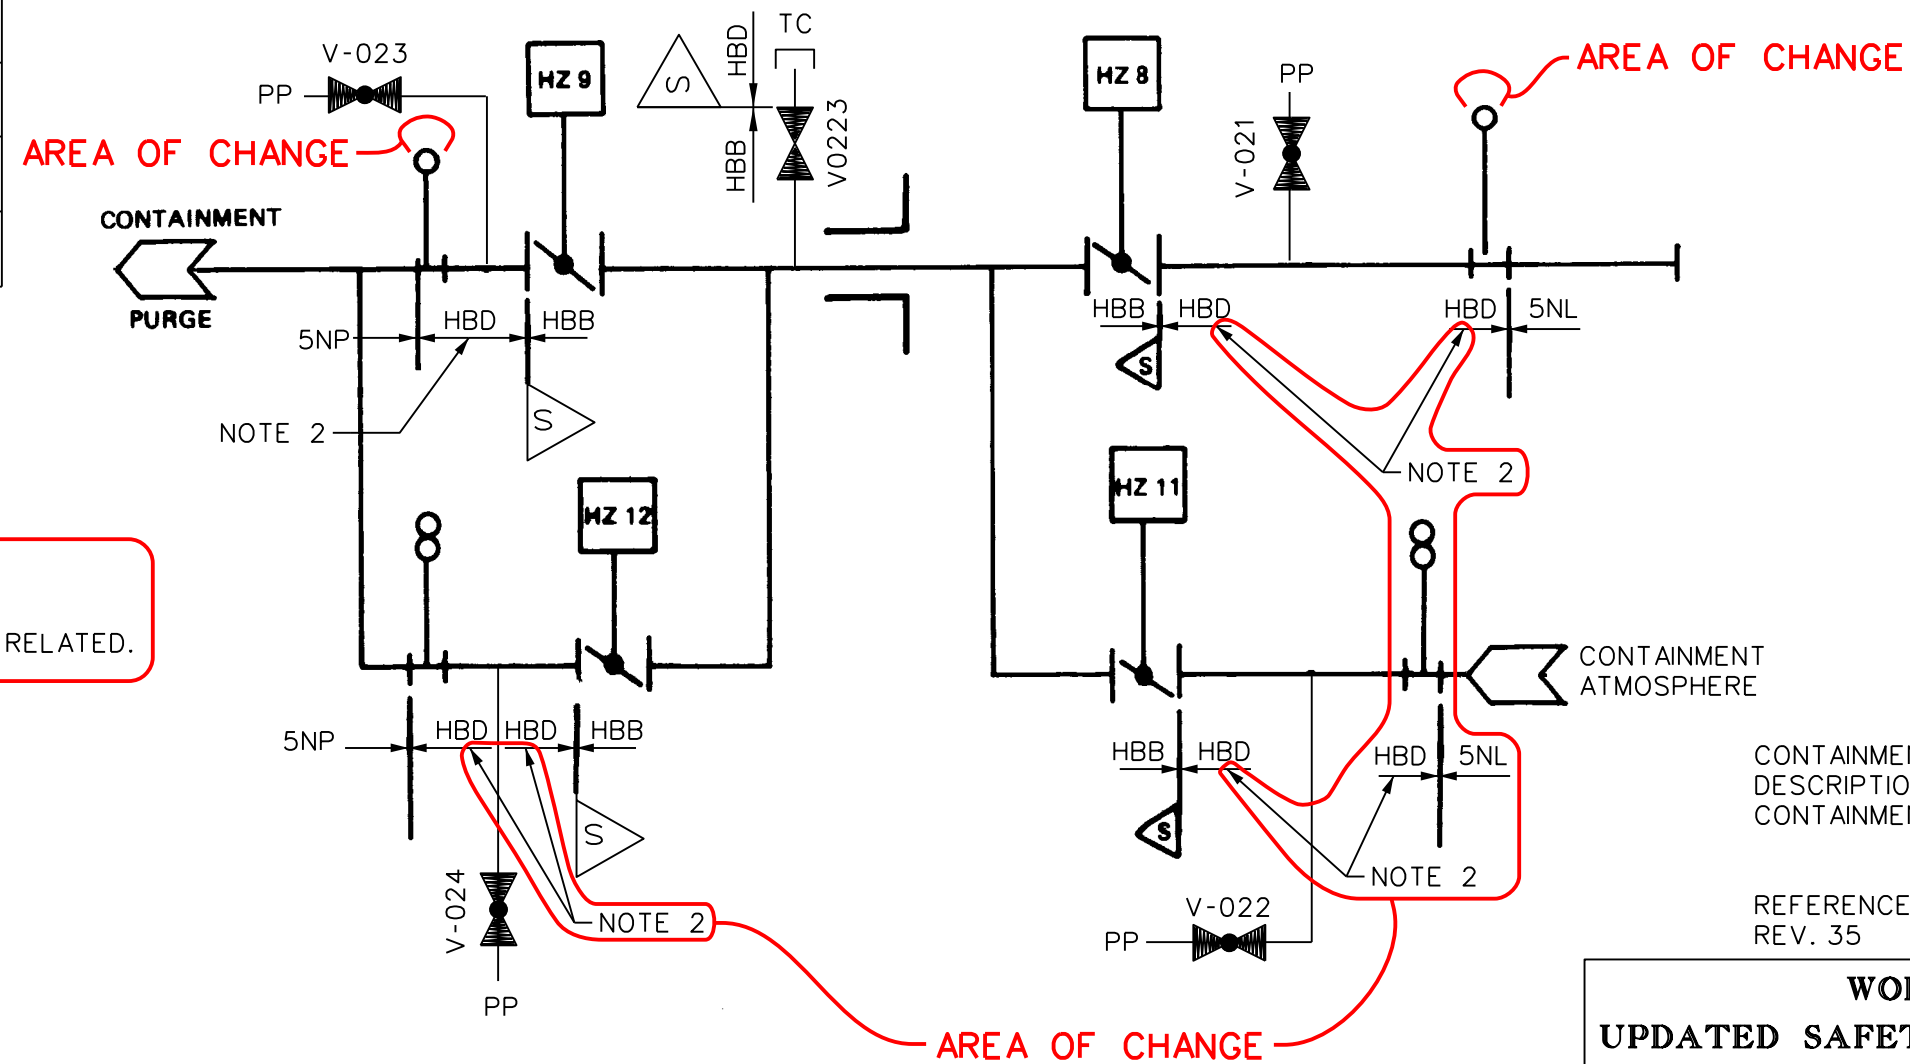 V-023
PP
HZ 9
S
HBD
HBB
TC
V0223
HZ 8
PP
V-021
AREA OF CHANGE
AREA OF CHANGE
CONTAINMENT
PURGE
5NP
HBD
HBB
S
NOTE 2
HBB
HBD
S
HBD
5NL
NOTE 2
HZ 12
HZ 11
RELATED.
CONTAINMENT
ATMOSPHERE
5NP
HBD
HBD
HBB
S
V-024
PP
NOTE 2
HBB
HBD
S
HBD
5NL
NOTE 2
V-022
PP
AREA OF CHANGE
REFERENCE
REV. 35